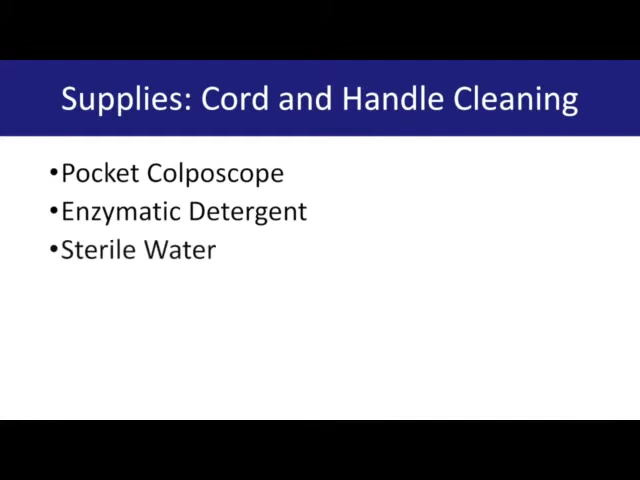 Supplies: Cord and Handle Cleaning
•Pocket Colposcope
•Enzymatic Detergent
•Sterile Water